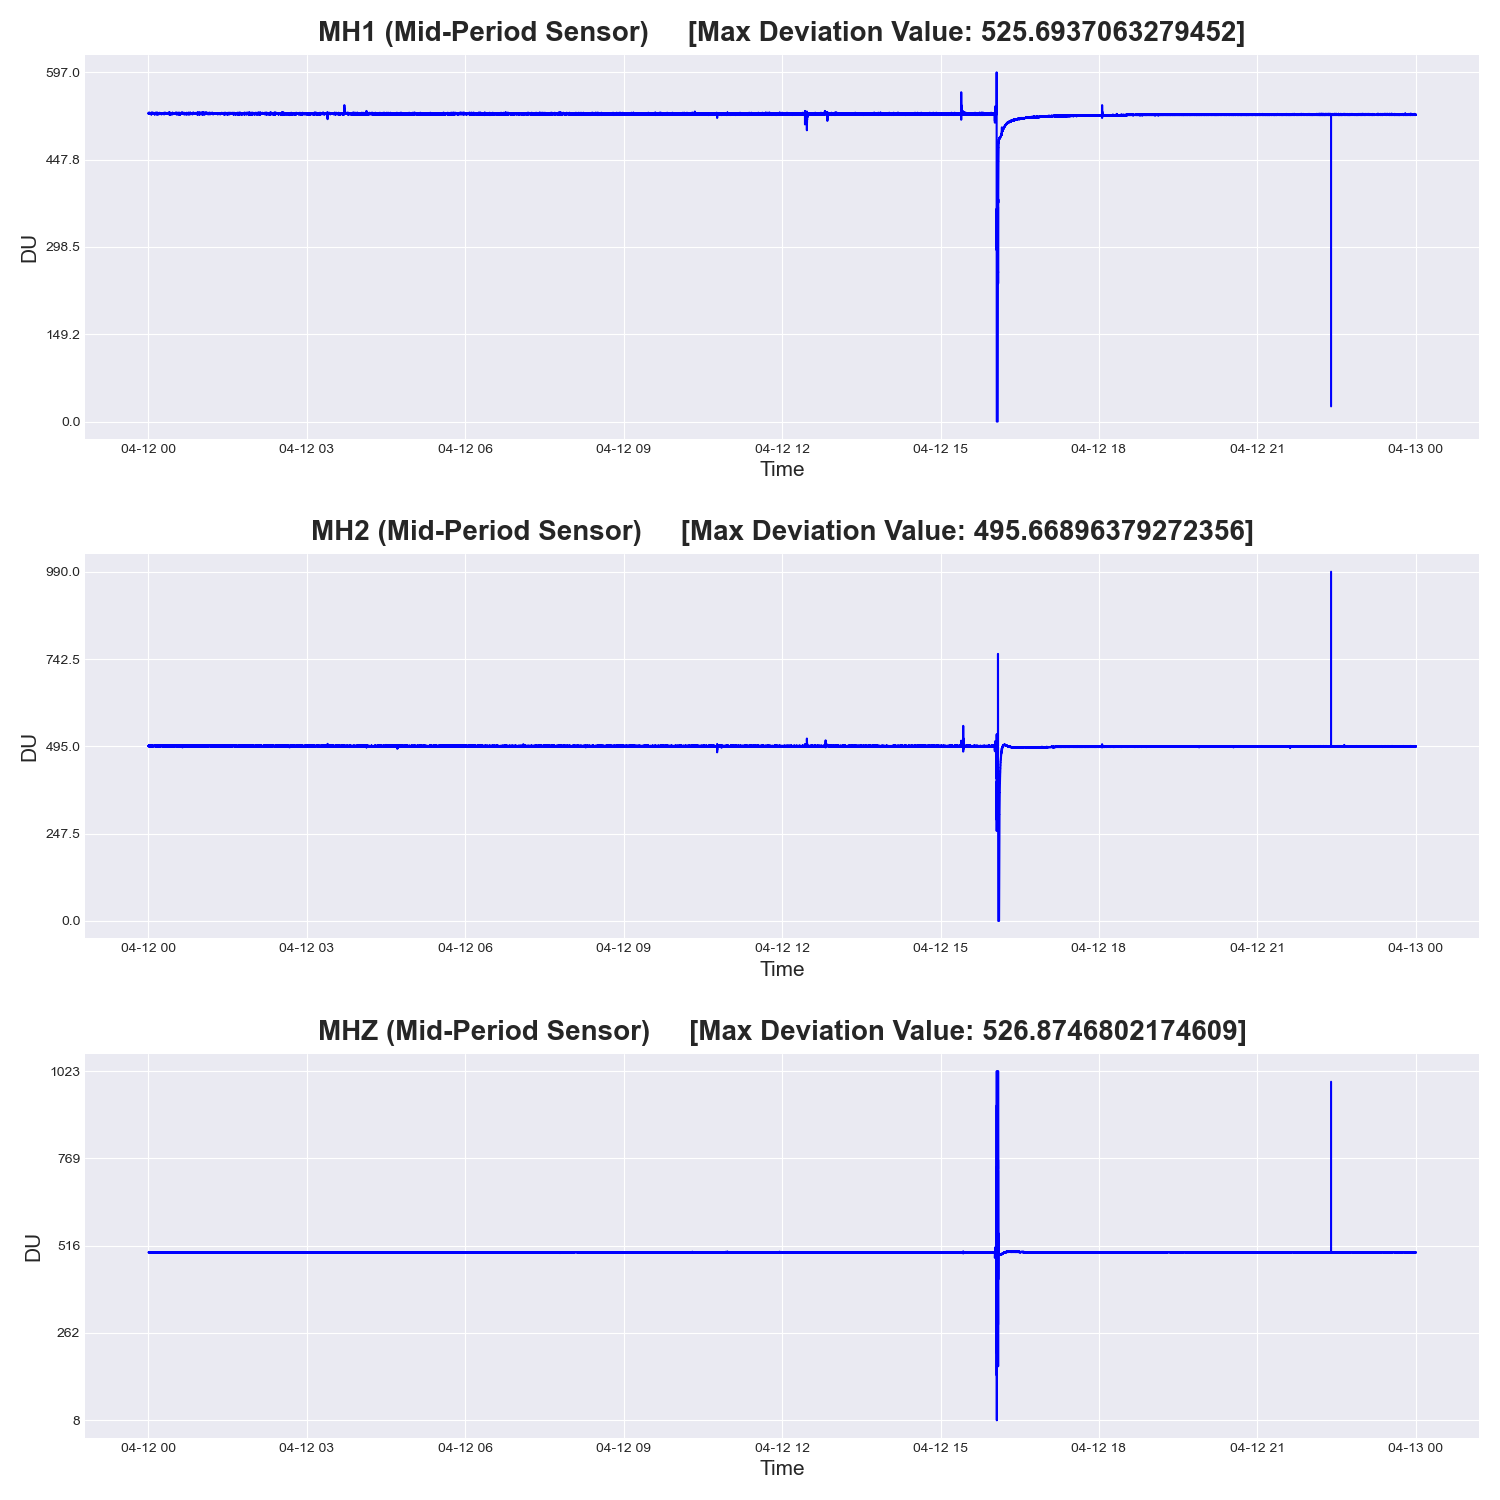 MH1 (Mid-Period Sensor) [Max Deviation Value: 525.6937063279452]
597.0
447.8
298.5
149.2
0.0
DU
04-12 00 04-12 03 04-12 06 04-12 09 04-12 12 04-12 15 04-12 18 04-12 21 04-13 00
Time
MH2 (Mid-Period Sensor) [Max Deviation Value: 495.66896379272356]
990.0
742.5
495.0
247.5
0.0
DU
04-12 00 04-12 03 04-12 06 04-12 09 04-12 12 04-12 15 04-12 18 04-12 21 04-13 00
Time
MHZ (Mid-Period Sensor) [Max Deviation Value: 526.8746802174609]
1023
769
516
262
8
DU
04-12 00 04-12 03 04-12 06 04-12 09 04-12 12 04-12 15 04-12 18 04-12 21 04-13 00
Time